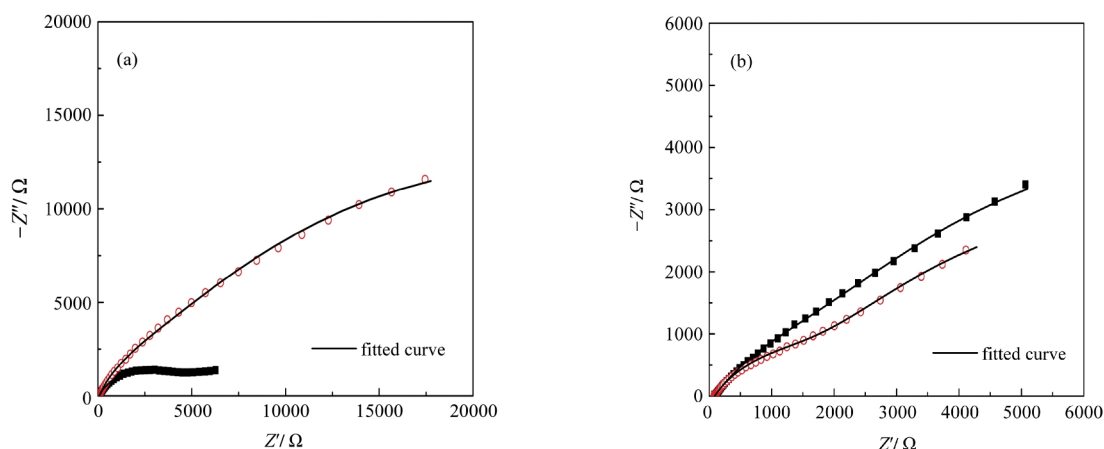 (a)
20000
15000
10000
5000
0
−Z″/ Ω
fitted curve
0 5000 10000 15000 20000
Z′/ Ω
(b)
6000
5000
4000
3000
2000
1000
0
−Z″/ Ω
fitted curve
0 1000 2000 3000 4000 5000 6000
Z′/ Ω